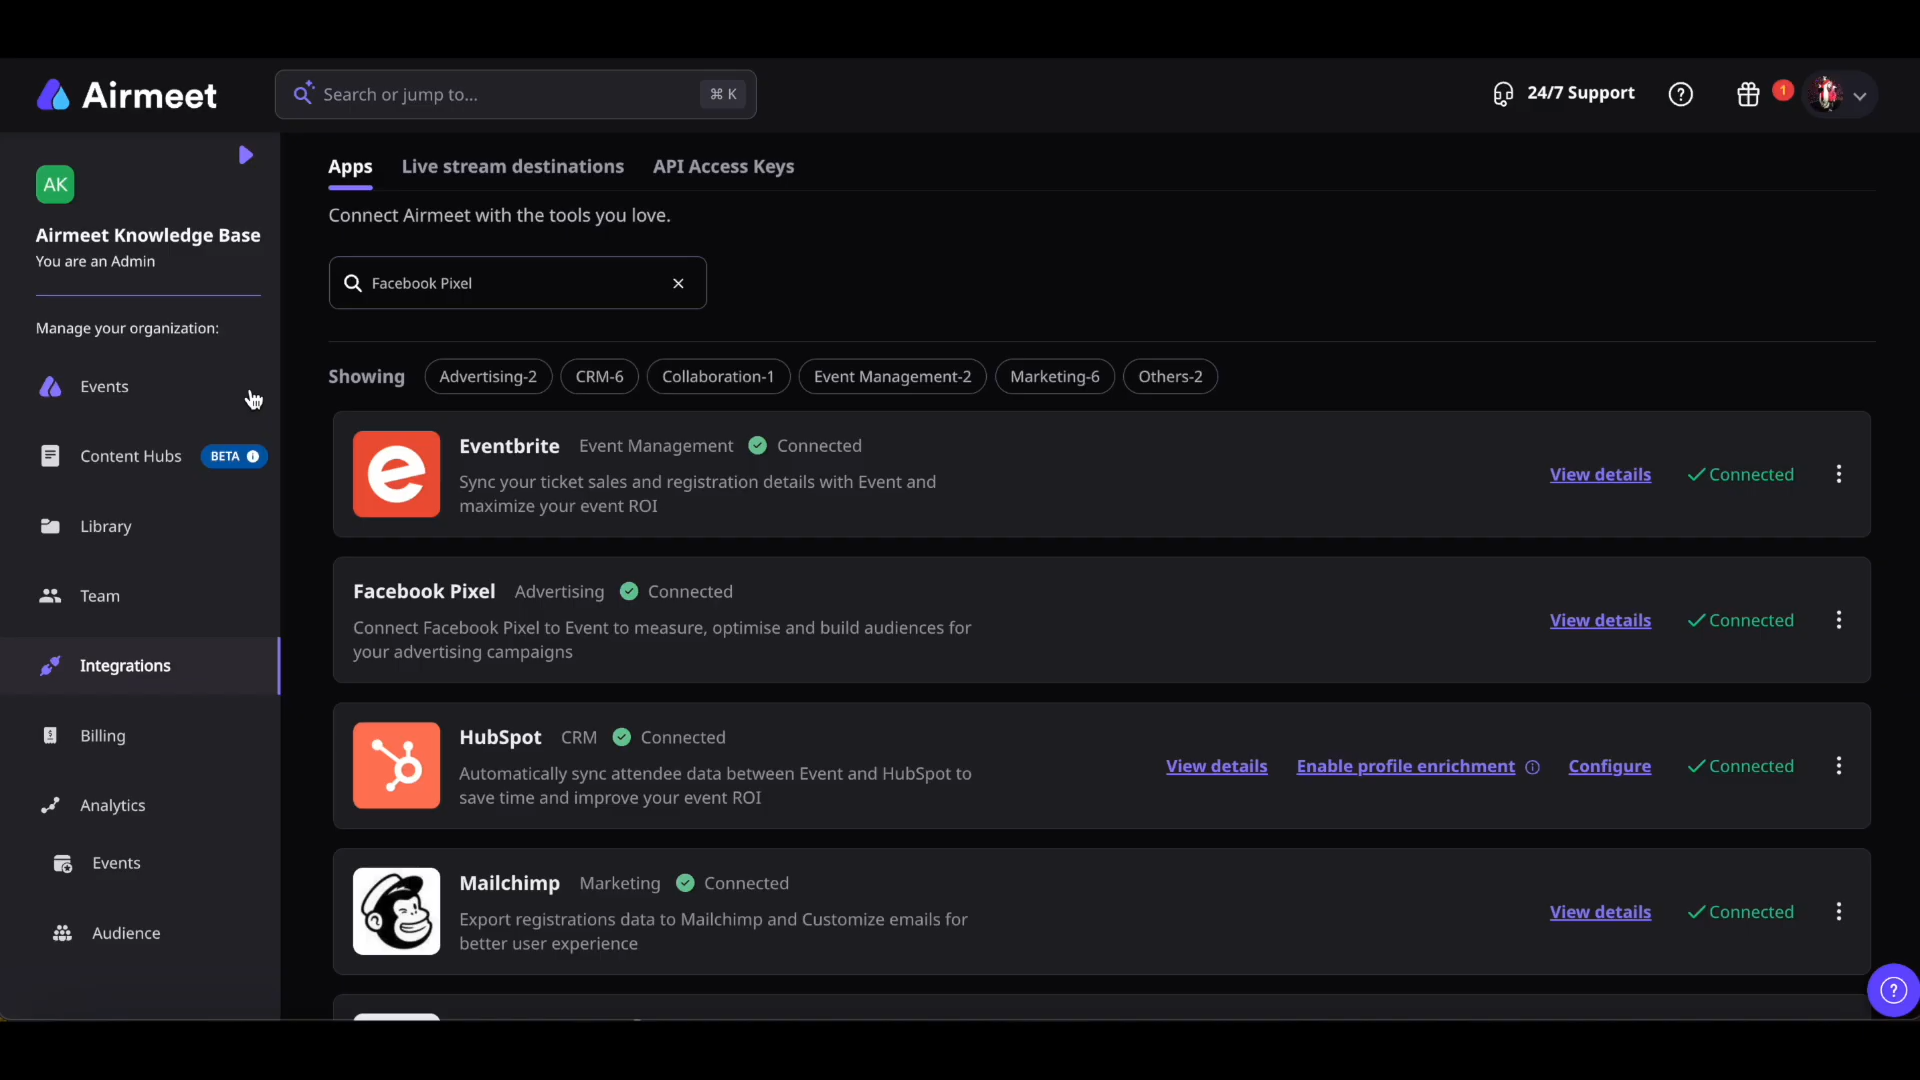 Airmeet
Search or jump to...
⌘ K
24/7 Support
1
AK
Airmeet Knowledge Base
You are an Admin
Manage your organization:
Events
Content Hubs BETA
Library
Team
Integrations
Billing
Analytics
Events
Audience
Apps Live stream destinations API Access Keys
Connect Airmeet with the tools you love.
Facebook Pixel
Showing Advertising-2 CRM-6 Collaboration-1 Event Management-2 Marketing-6 Others-2
Eventbrite Event Management Connected
Sync your ticket sales and registration details with Event and
maximize your event ROI
View details Connected
Facebook Pixel Advertising Connected
Connect Facebook Pixel to Event to measure, optimise and build audiences for
your advertising campaigns
View details Connected
HubSpot CRM Connected
Automatically sync attendee data between Event and HubSpot to
save time and improve your event ROI
View details Enable profile enrichment Configure Connected
Mailchimp Marketing Connected
Export registrations data to Mailchimp and Customize emails for
better user experience
View details Connected